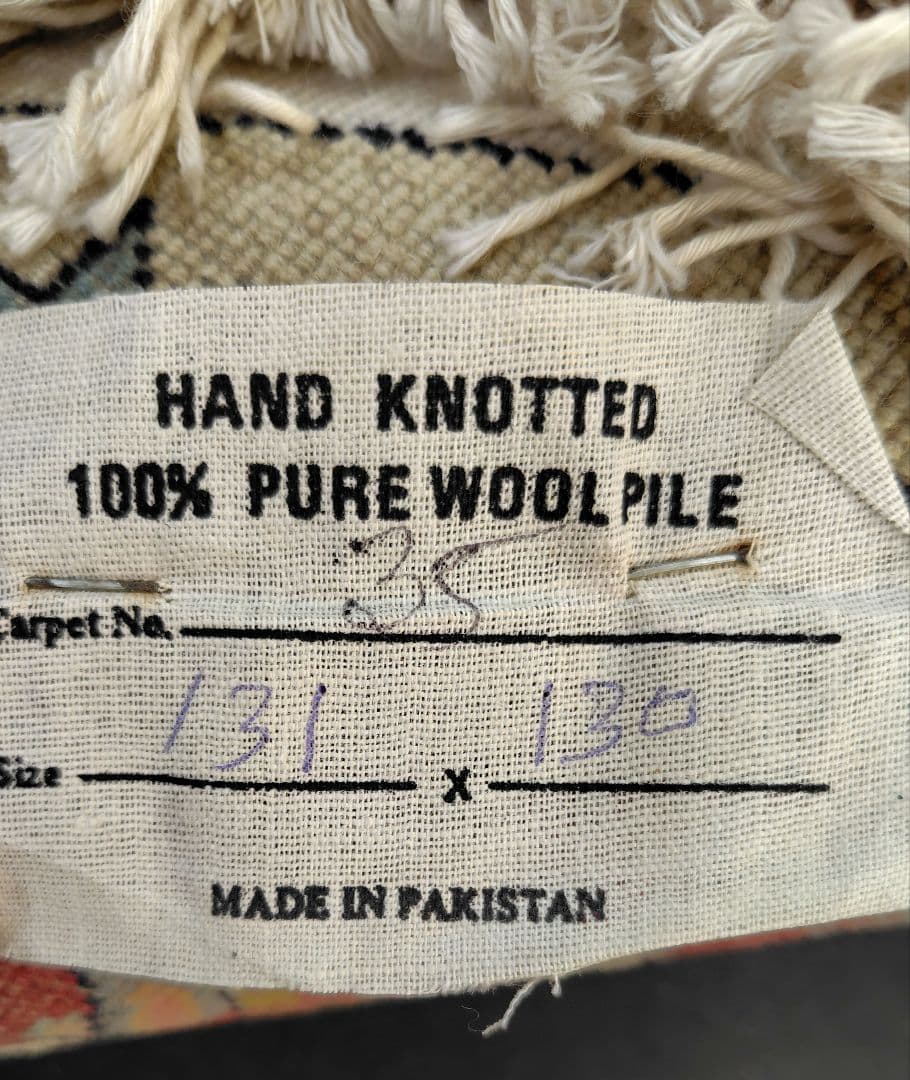 HAND KNOTTED
100% PURE WOOL PILE
Carpet No. 35
Size 131 X 130
MADE IN PAKISTAN